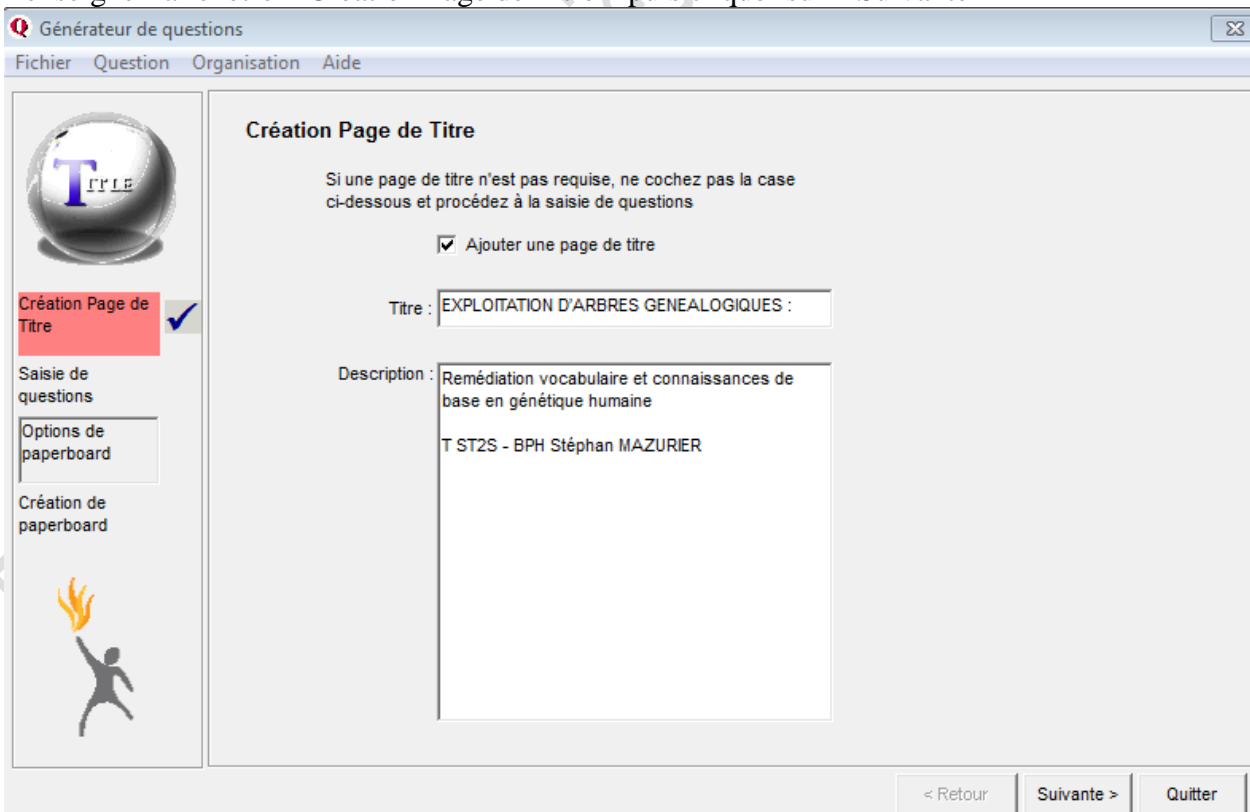 Générateur de questions
Fichier Question Organisation Aide
TITLE
Création Page de Titre
Si une page de titre n'est pas requise, ne cochez pas la case
ci-dessous et procédez à la saisie de questions
Ajouter une page de titre
Titre : EXPLOITATION D'ARBRES GENEALOGIQUES :
Description : Remédiation vocabulaire et connaissances de
base en génétique humaine
T ST2S - BPH Stéphan MAZURIER
Création Page de
Titre
Saisie de
questions
Options de
paperboard
Création de
paperboard
< Retour Suivante > Quitter